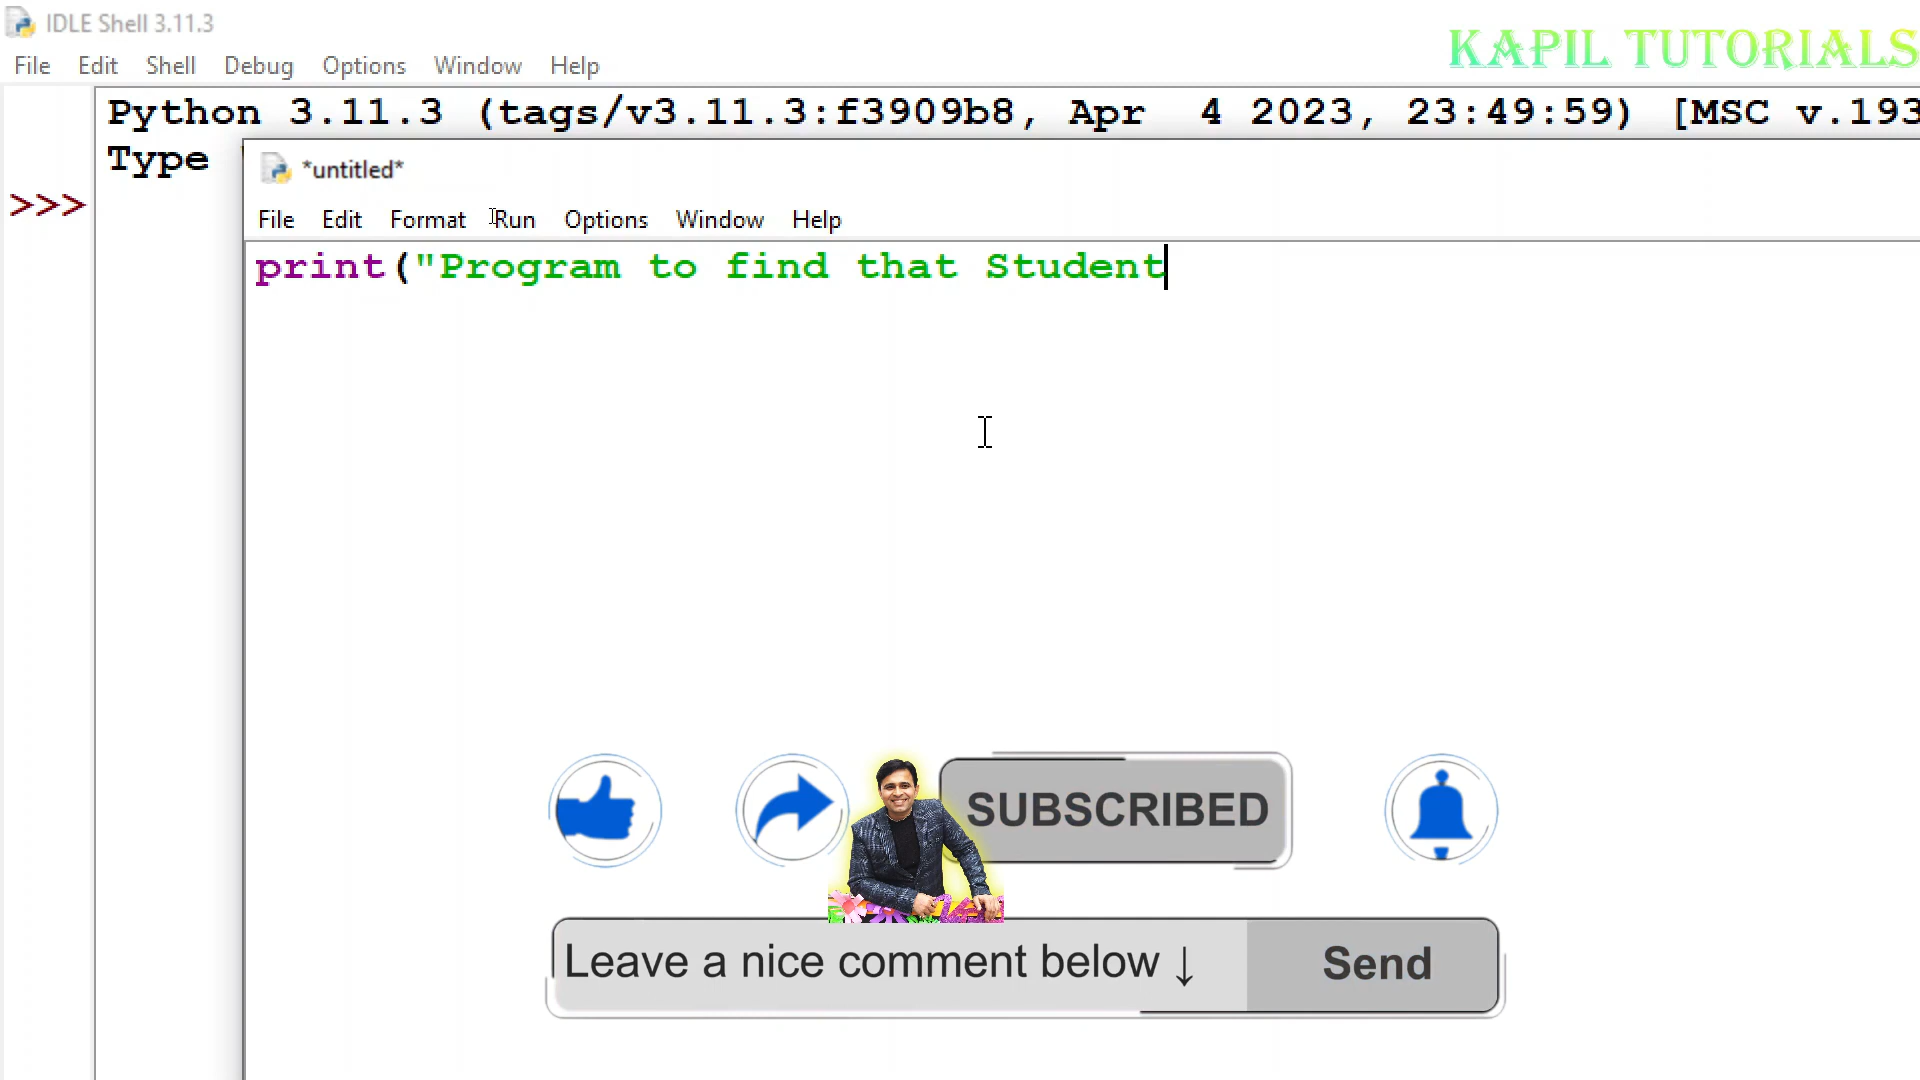 IDLE Shell 3.11.3
KAPIL TUTORIALS
File Edit Shell Debug Options Window Help
Python 3.11.3 (tags/v3.11.3:f3909b8, Apr 4 2023, 23:49:59) [MSC v.193
Type
>>>
*untitled*
File Edit Format Run Options Window Help
print("Program to find that Student
SUBSCRIBED
Leave a nice comment below ↓ Send